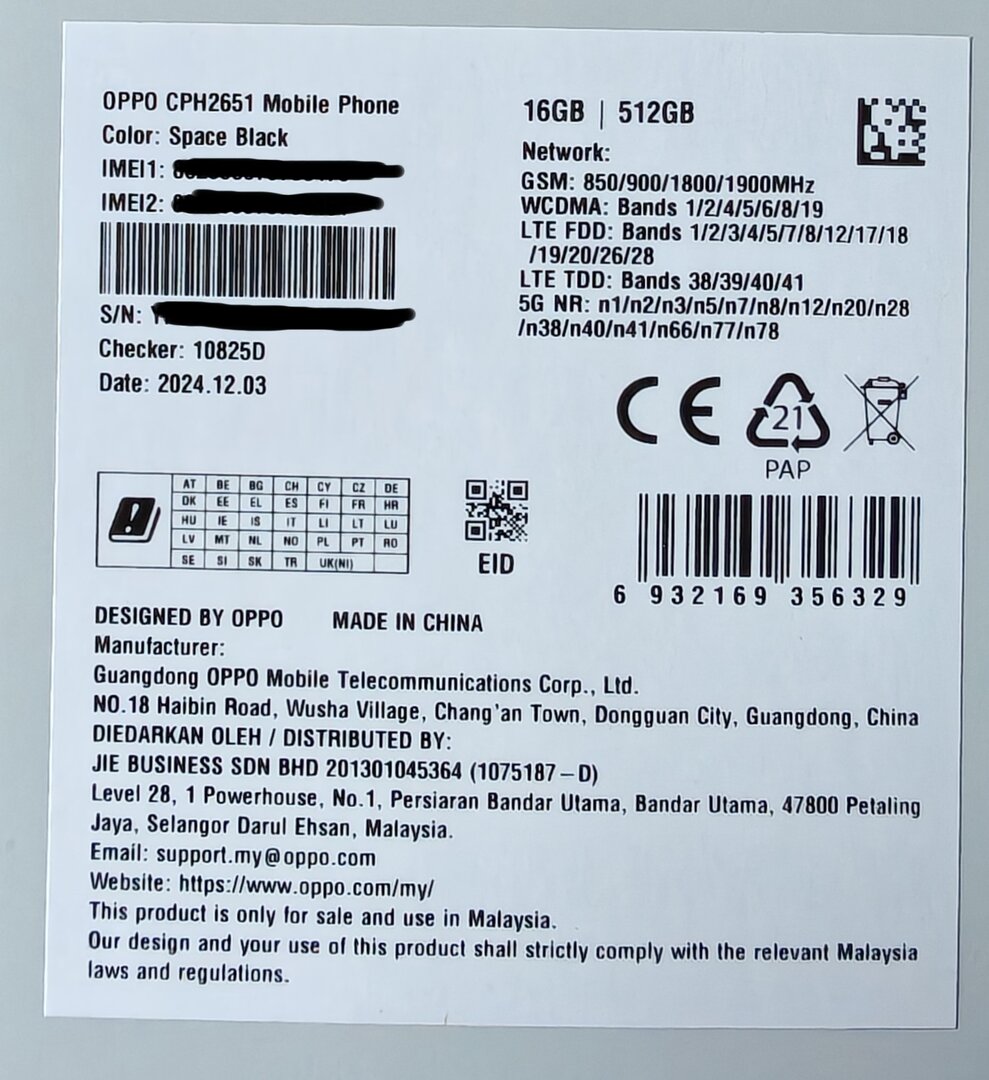 OPPO CPH2651 Mobile Phone
Color: Space Black
IMEI1:
IMEI2:
S/N:
Checker: 10825D
Date: 2024.12.03
16GB | 512GB
Network:
GSM: 850/900/1800/1900MHz
WCDMA: Bands 1/2/4/5/6/8/19
LTE FDD: Bands 1/2/3/4/5/7/8/12/17/18
/19/20/26/28
LTE TDD: Bands 38/39/40/41
5G NR: n1/n2/n3/n5/n7/n8/n12/n20/n28
/n38/n40/n41/n66/n77/n78
CE
21
PAP
AT BE BG CH CY CZ DE
DK EE EL ES FI FR HR
HU IE IS IT LI LT LU
LV MT NL NO PL PT RO
SE SI SK TR UK(NI)
EID
6 932169 356329
DESIGNED BY OPPO MADE IN CHINA
Manufacturer:
Guangdong OPPO Mobile Telecommunications Corp., Ltd.
NO.18 Haibin Road, Wusha Village, Chang'an Town, Dongguan City, Guangdong, China
DIEDARKAN OLEH / DISTRIBUTED BY:
JIE BUSINESS SDN BHD 201301045364 (1075187–D)
Level 28, 1 Powerhouse, No.1, Persiaran Bandar Utama, Bandar Utama, 47800 Petaling
Jaya, Selangor Darul Ehsan, Malaysia.
Email: support.my@oppo.com
Website: https://www.oppo.com/my/
This product is only for sale and use in Malaysia.
Our design and your use of this product shall strictly comply with the relevant Malaysia
laws and regulations.